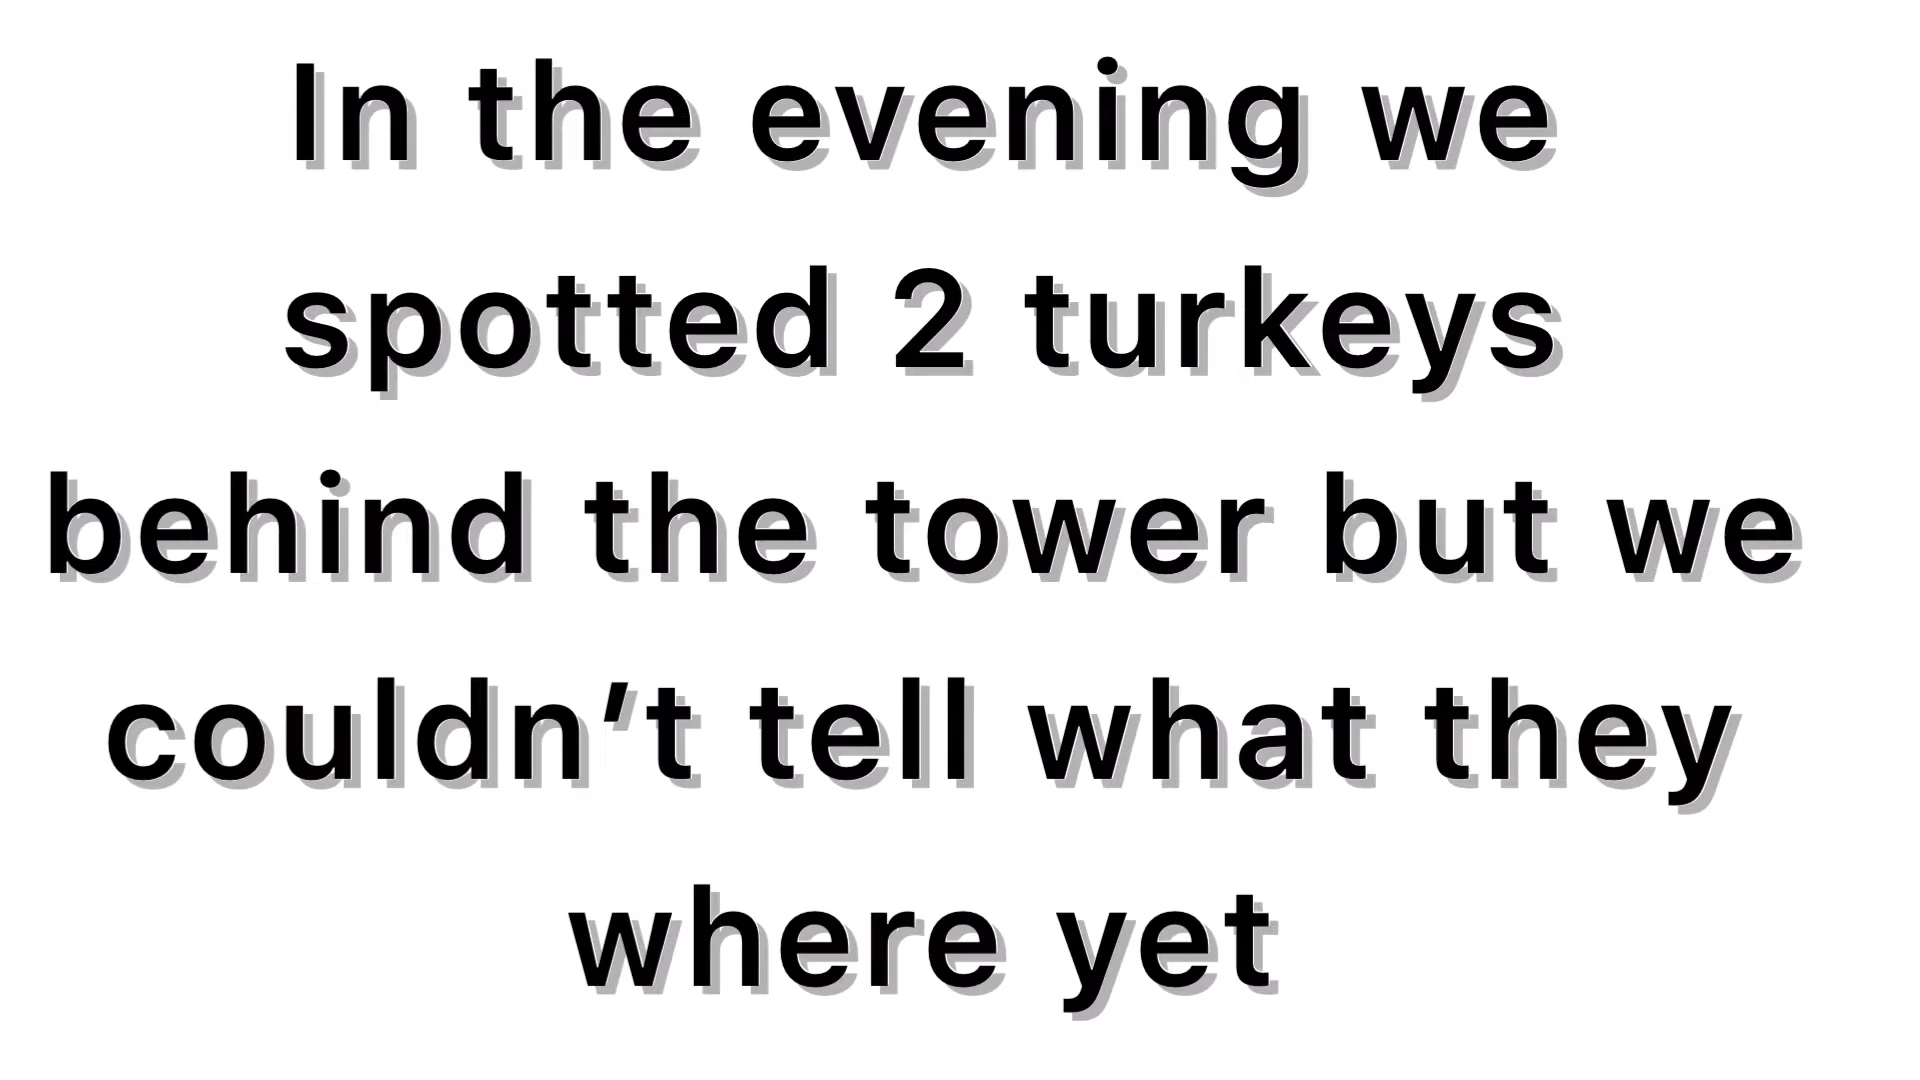 In the evening we
spotted 2 turkeys
behind the tower but we
couldn’t tell what they
where yet